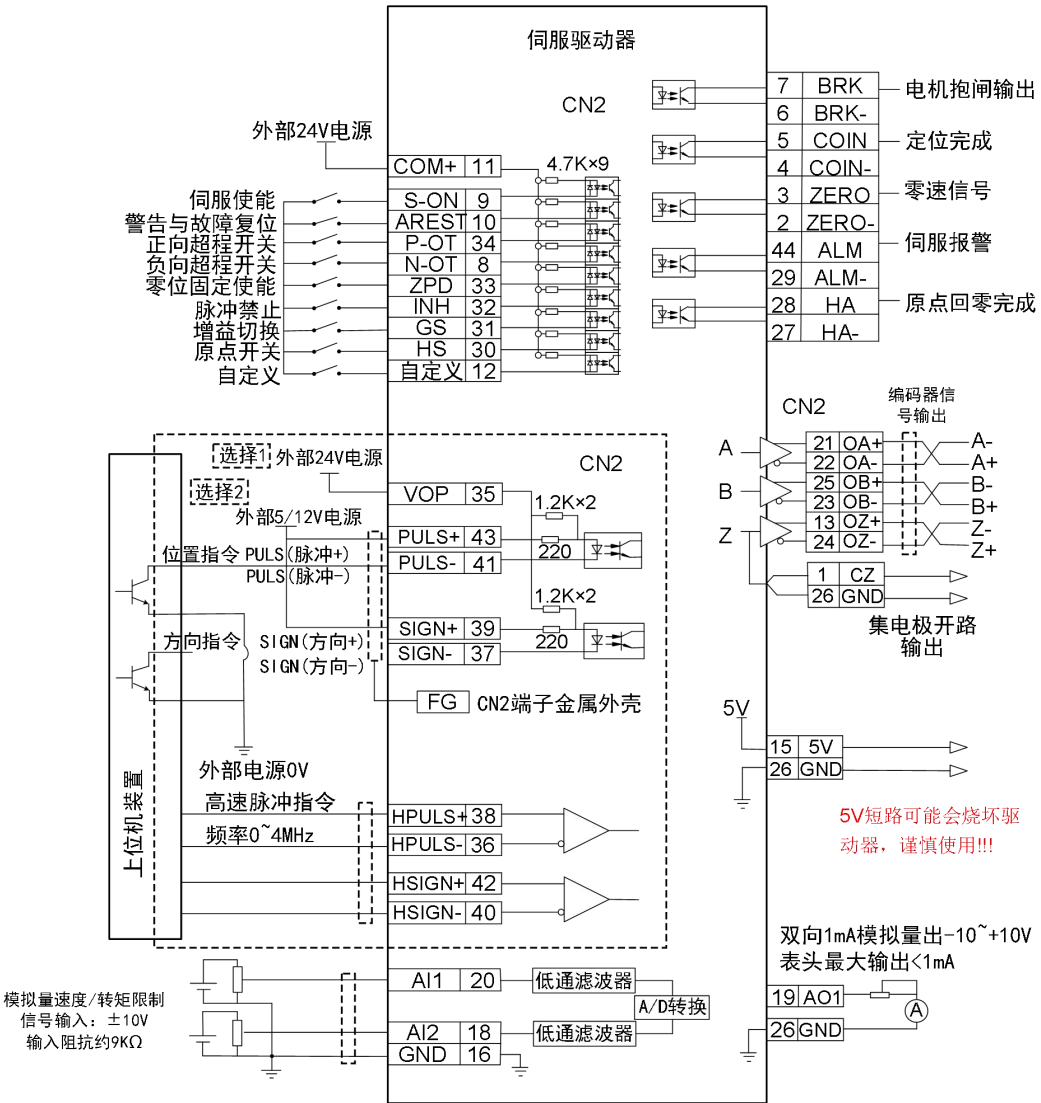 伺服驱动器
CN2
外部24V电源
COM+ 11
4.7K×9
伺服使能 S-ON 9
警告与故障复位 AREST 10
正向超程开关 P-OT 34
负向超程开关 N-OT 8
零位固定使能 ZPD 33
脉冲禁止 INH 32
增益切换 GS 31
原点开关 HS 30
自定义 自定义 12
7 BRK 电机抱闸输出
6 BRK-
5 COIN 定位完成
4 COIN-
3 ZERO 零速信号
2 ZERO-
44 ALM 伺服报警
29 ALM-
28 HA 原点回零完成
27 HA-
选择1 外部24V电源
CN2
选择2
VOP 35
1.2K×2
外部5/12V电源
PULS+ 43
220
位置指令 PULS(脉冲+)
PULS- 41
PULS(脉冲-)
1.2K×2
SIGN+ 39
220
方向指令 SIGN(方向+)
SIGN- 37
SIGN(方向-)
FG CN2端子金属外壳
外部电源0V
上位机装置
高速脉冲指令
HPULS+ 38
频率0~4MHz
HPULS- 36
HSIGN+ 42
HSIGN- 40
CN2
编码器信
号输出
A 21 OA+ A-
22 OA- A+
B 25 OB+ B-
23 OB- B+
Z 13 OZ+ Z-
24 OZ- Z+
1 CZ
26 GND
集电极开路
输出
5V
15 5V
26 GND
5V短路可能会烧坏驱
动器，谨慎使用!!!
模拟量速度/转矩限制
信号输入：±10V
输入阻抗约9KΩ
AI1 20 低通滤波器
A/D转换
AI2 18 低通滤波器
GND 16
双向1mA模拟量出-10~+10V
表头最大输出<1mA
19 AO1
A
26 GND